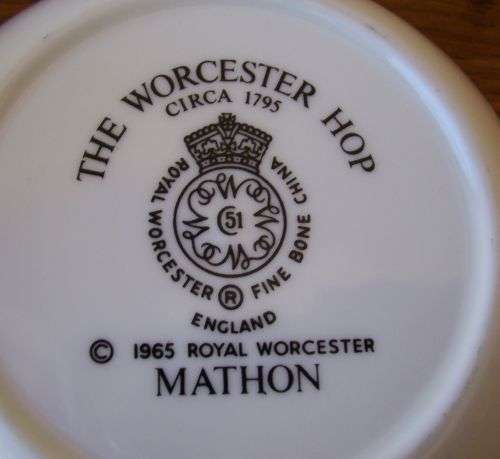 THE WORCESTER HOP
CIRCA 1795
ROYAL WORCESTER ® FINE BONE CHINA
51
ENGLAND
© 1965 ROYAL WORCESTER
MATHON